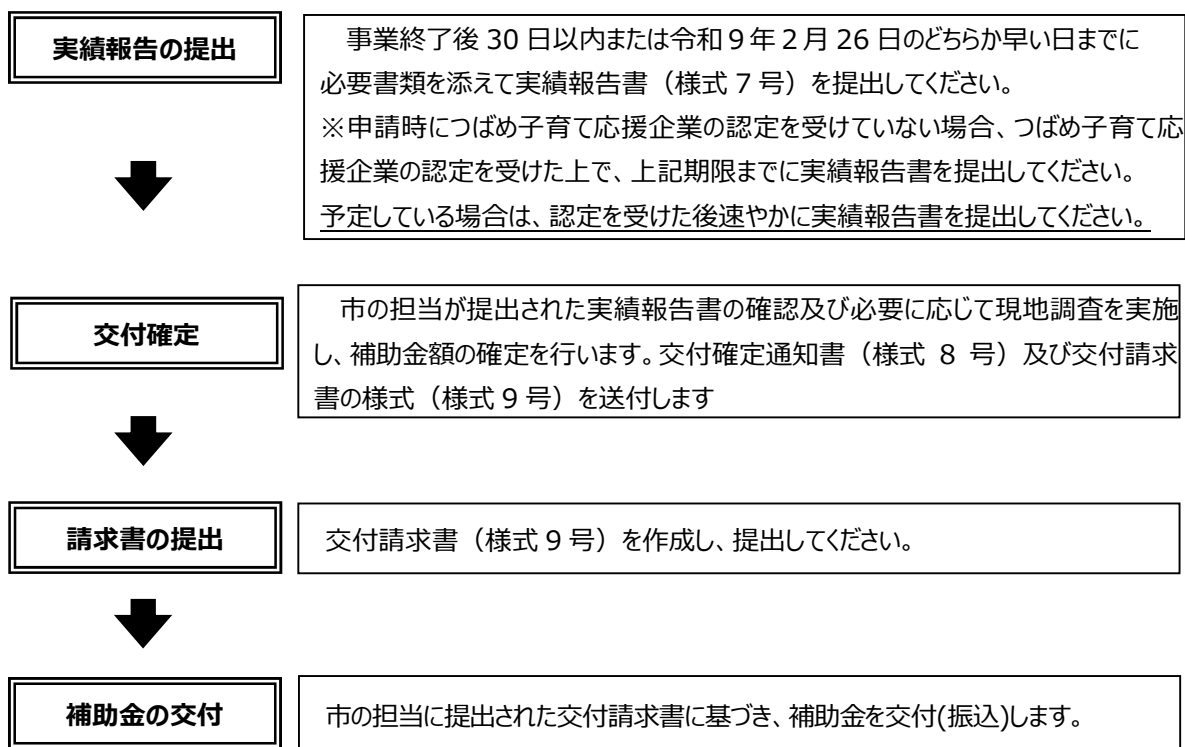 実績報告の提出
事業終了後 30 日以内または令和９年２月 26 日のどちらか早い日までに
必要書類を添えて実績報告書（様式 7 号）を提出してください。
※申請時につばめ子育て応援企業の認定を受けていない場合、つばめ子育て応
援企業の認定を受けた上で、上記期限までに実績報告書を提出してください。
予定している場合は、認定を受けた後速やかに実績報告書を提出してください。
交付確定
市の担当が提出された実績報告書の確認及び必要に応じて現地調査を実施
し、補助金額の確定を行います。交付確定通知書（様式 8 号）及び交付請求
書の様式（様式 9 号）を送付します
請求書の提出
交付請求書（様式 9 号）を作成し、提出してください。
補助金の交付
市の担当に提出された交付請求書に基づき、補助金を交付(振込)します。